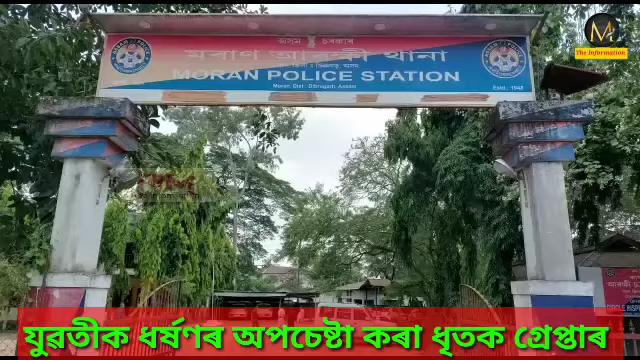 M
The Information
অসম চৰকাৰ
মৰাণ আৰক্ষী থানা
MORAN POLICE STATION
Moran, Dist : Dibrugarh, Assam
Estd.: 1948
যুৱতীক ধৰ্ষণৰ অপচেষ্টা কৰা ধৃতক গ্ৰেপ্তাৰ